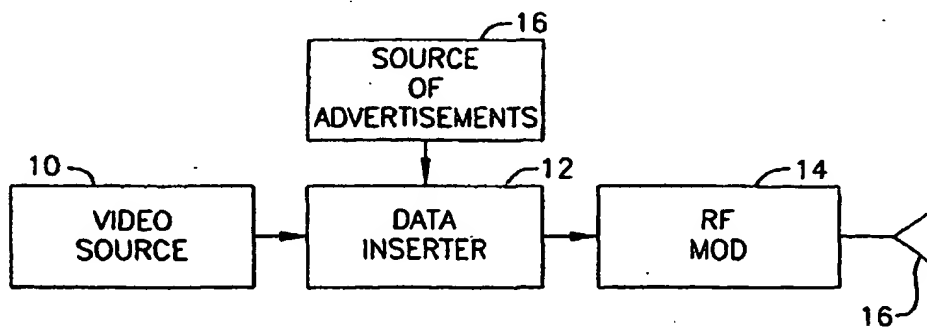 16
SOURCE
OF
ADVERTISEMENTS
10
VIDEO
SOURCE
12
DATA
INSERTER
14
RF
MOD
16